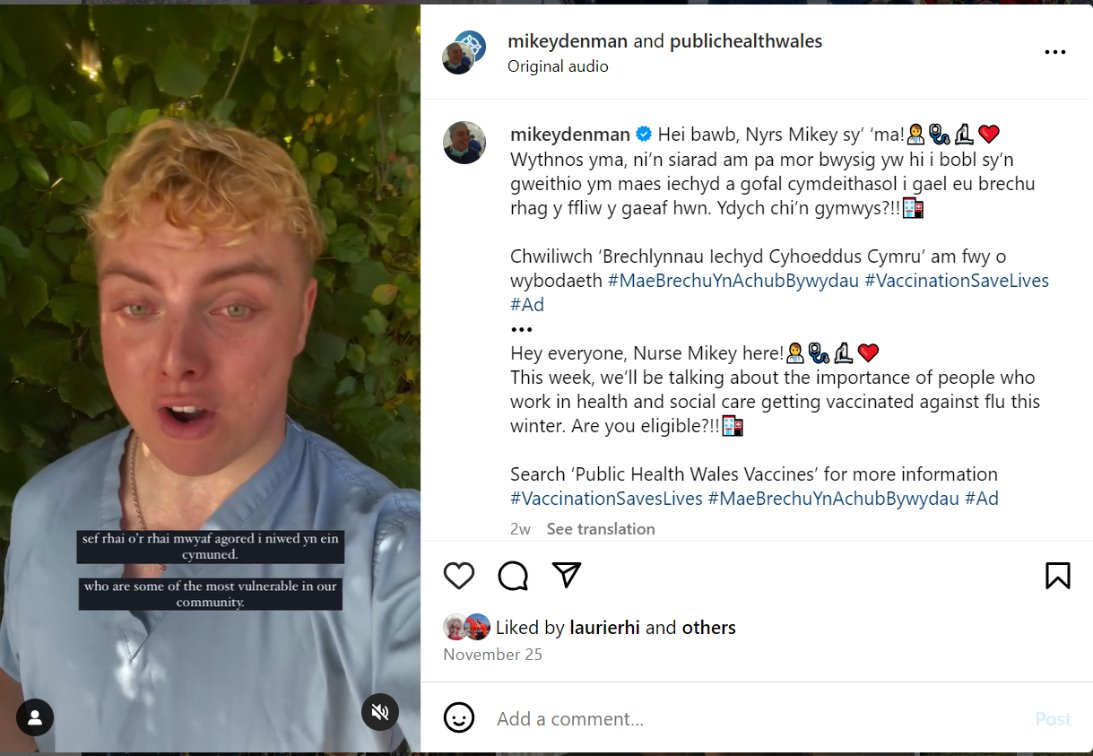 mikeydenman and publichealthwales
Original audio
mikeydenman Hei bawb, Nyrs Mikey sy’ ‘ma!👨‍⚕️🩺🔬❤️
Wythnos yma, ni’n siarad am pa mor bwysig yw hi i bobl sy’n
gweithio ym maes iechyd a gofal cymdeithasol i gael eu brechu
rhag y ffliw y gaeaf hwn. Ydych chi’n gymwys?!!🏥
Chwiliwch ‘Brechlynnau Iechyd Cyhoeddus Cymru’ am fwy o
wybodaeth #MaeBrechuYnAchubBywydau #VaccinationSaveLives
#Ad
•••
Hey everyone, Nurse Mikey here!👨‍⚕️🩺🔬❤️
This week, we’ll be talking about the importance of people who
work in health and social care getting vaccinated against flu this
winter. Are you eligible?!!🏥
Search ‘Public Health Wales Vaccines’ for more information
#VaccinationSavesLives #MaeBrechuYnAchubBywydau #Ad
2w See translation
sef rhai o’r rhai mwyaf agored i niwed yn ein
cymuned.
who are some of the most vulnerable in our
community.
Liked by laurierhi and others
November 25
Add a comment...
Post